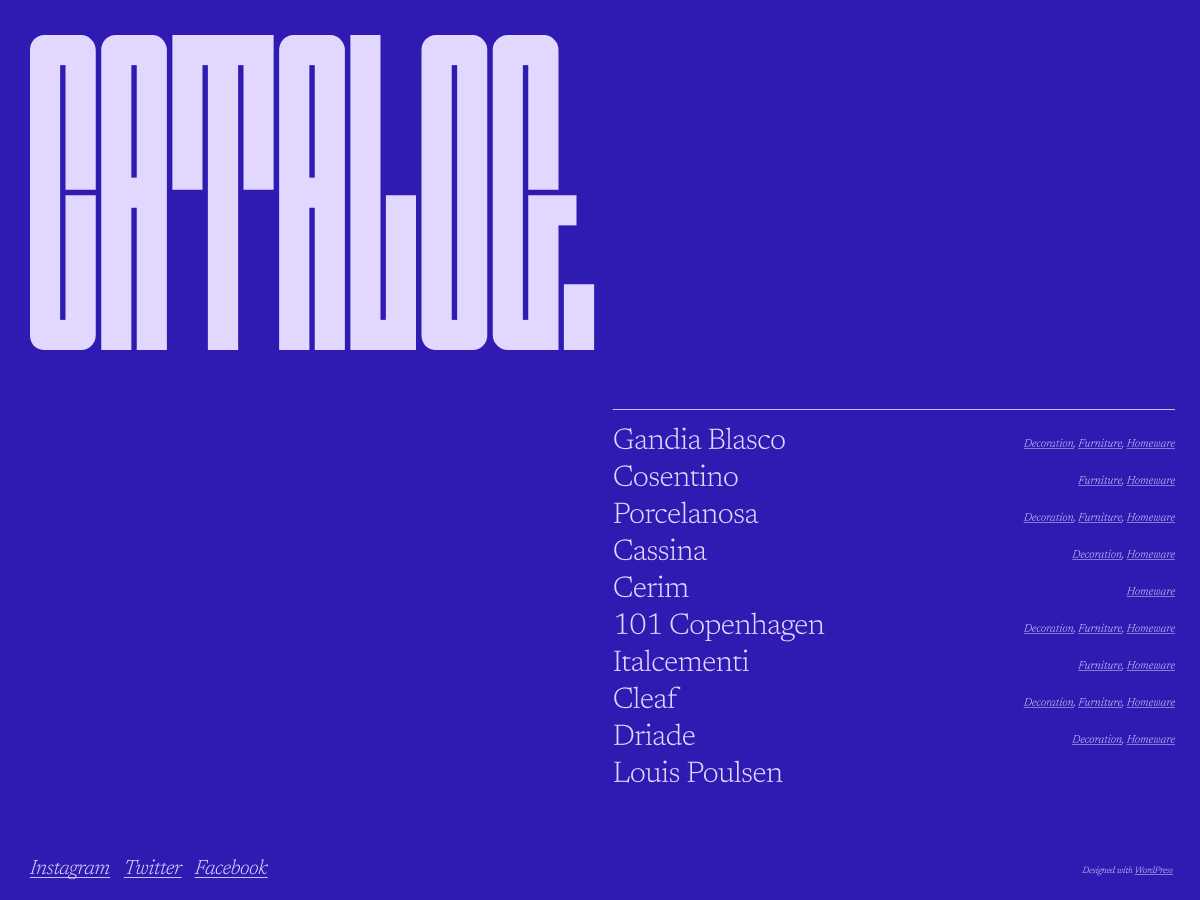 CATALOG.
Gandia Blasco Decoration, Furniture, Homeware
Cosentino Furniture, Homeware
Porcelanosa Decoration, Furniture, Homeware
Cassina Decoration, Homeware
Cerim Homeware
101 Copenhagen Decoration, Furniture, Homeware
Italcementi Furniture, Homeware
Cleaf Decoration, Furniture, Homeware
Driade Decoration, Homeware
Louis Poulsen
Instagram Twitter Facebook Designed with WordPress